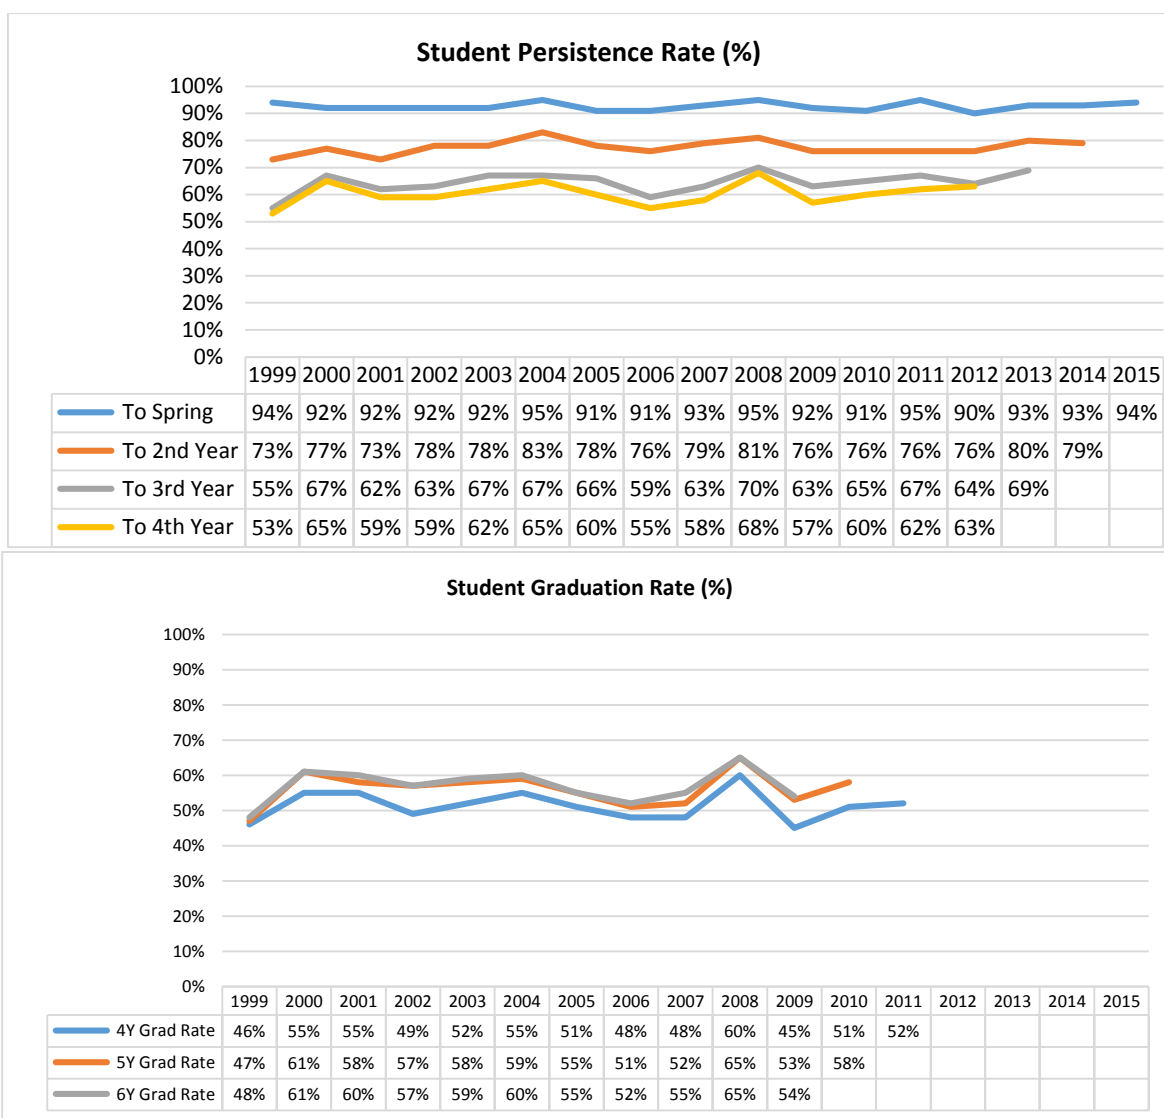 Student Persistence Rate (%)
100%
90%
80%
70%
60%
50%
40%
30%
20%
10%
0%
1999 2000 2001 2002 2003 2004 2005 2006 2007 2008 2009 2010 2011 2012 2013 2014 2015
To Spring 94% 92% 92% 92% 92% 95% 91% 91% 93% 95% 92% 91% 95% 90% 93% 93% 94%
To 2nd Year 73% 77% 73% 78% 78% 83% 78% 76% 79% 81% 76% 76% 76% 76% 80% 79%
To 3rd Year 55% 67% 62% 63% 67% 67% 66% 59% 63% 70% 63% 65% 67% 64% 69%
To 4th Year 53% 65% 59% 59% 62% 65% 60% 55% 58% 68% 57% 60% 62% 63%
Student Graduation Rate (%)
100%
90%
80%
70%
60%
50%
40%
30%
20%
10%
0%
1999 2000 2001 2002 2003 2004 2005 2006 2007 2008 2009 2010 2011 2012 2013 2014 2015
4Y Grad Rate 46% 55% 55% 49% 52% 55% 51% 48% 48% 60% 45% 51% 52%
5Y Grad Rate 47% 61% 58% 57% 58% 59% 55% 51% 52% 65% 53% 58%
6Y Grad Rate 48% 61% 60% 57% 59% 60% 55% 52% 55% 65% 54%